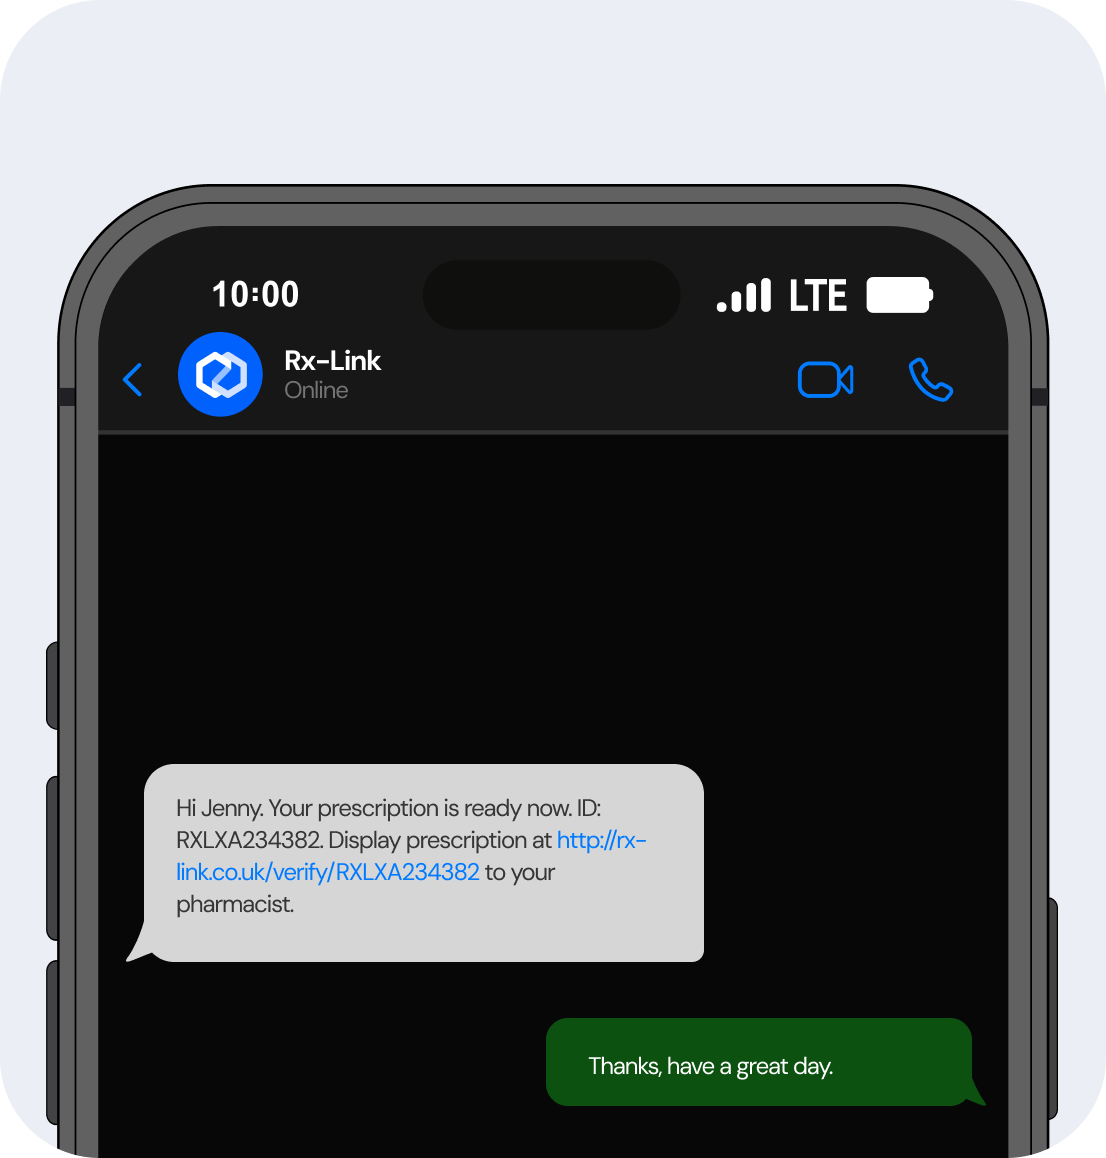 10:00
LTE
Rx-Link
Online
Hi Jenny. Your prescription is ready now. ID:
RXLXA234382. Display prescription at http://rx-
link.co.uk/verify/RXLXA234382 to your
pharmacist.
Thanks, have a great day.